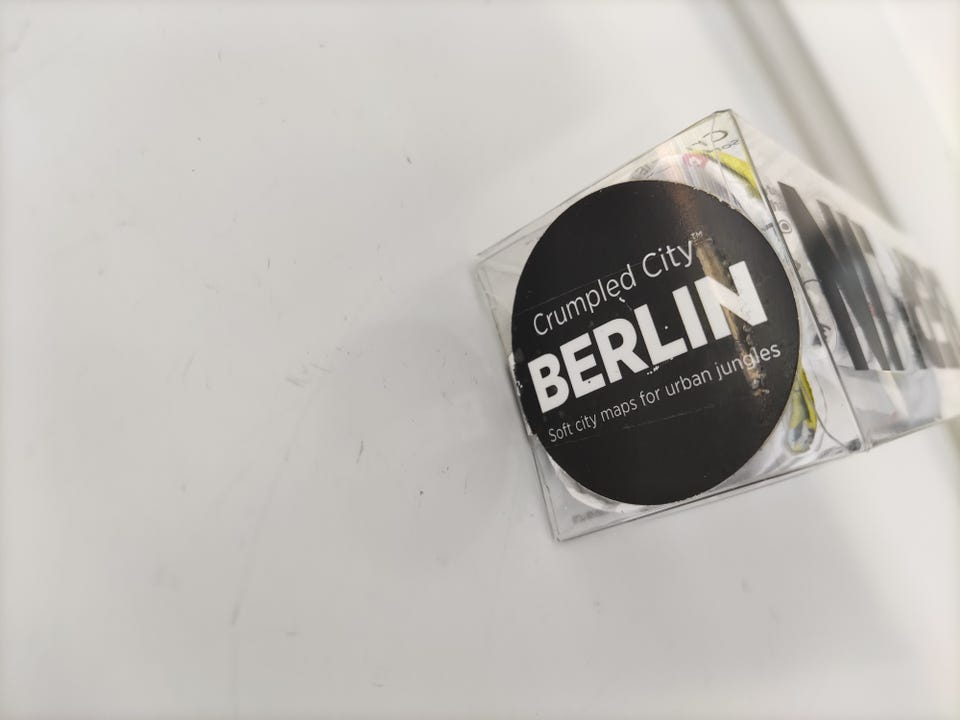 Crumpled City™
BERLIN
Soft city maps for urban jungles